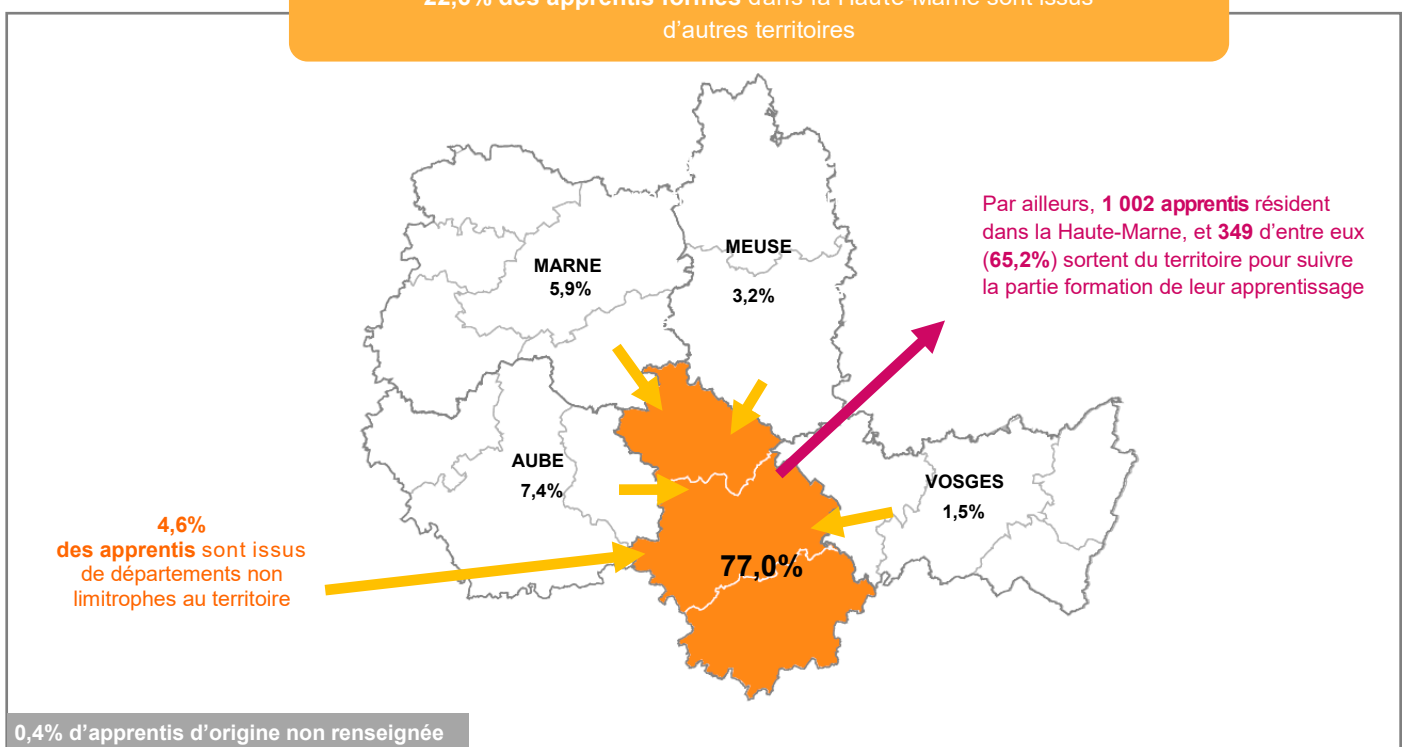 des apprentis formés dans la Haute-Marne sont issus
d'autres territoires
MEUSE
3,2%
MARNE
5,9%
Par ailleurs, 1 002 apprentis résident
dans la Haute-Marne, et 349 d'entre eux
(65,2%) sortent du territoire pour suivre
la partie formation de leur apprentissage
AUBE
7,4%
VOSGES
1,5%
4,6%
des apprentis sont issus
de départements non
limitrophes au territoire
77,0%
0,4% d'apprentis d'origine non renseignée